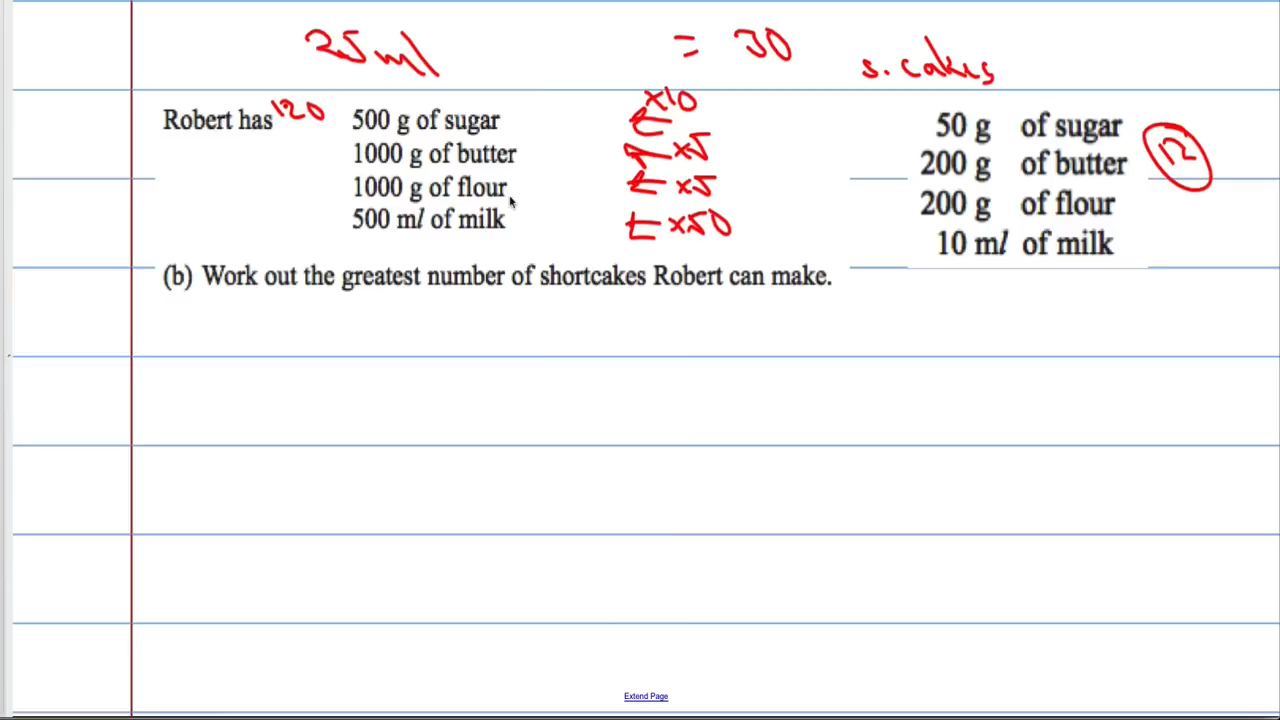 25 ml = 30 s. cakes
Robert has 120 500 g of sugar ×10 50 g of sugar
1000 g of butter ×5 200 g of butter 12
1000 g of flour ×5 200 g of flour
500 ml of milk ×50 10 ml of milk
(b) Work out the greatest number of shortcakes Robert can make.
Extend Page